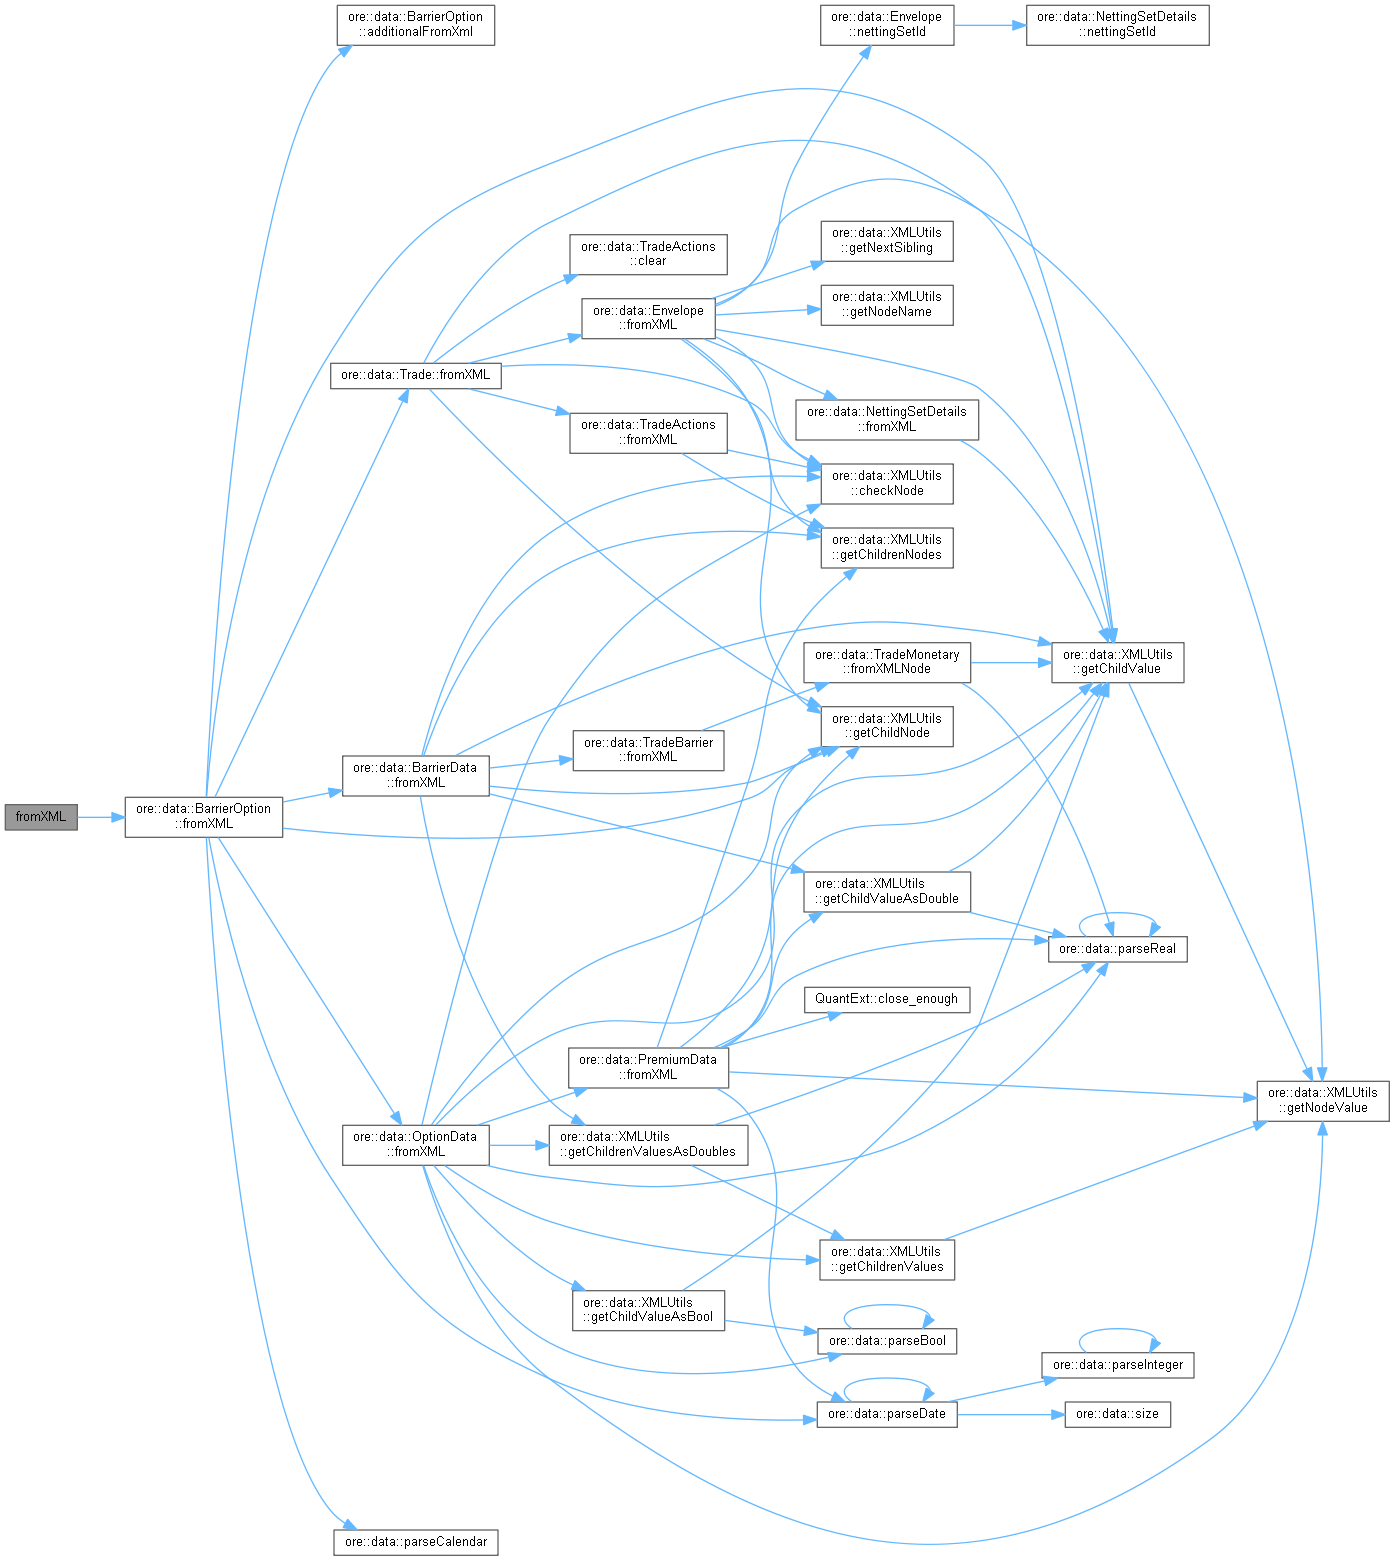 fromXML
ore::data::BarrierOption
::fromXML
ore::data::BarrierOption
::additionalFromXml
ore::data::Trade::fromXML
ore::data::BarrierData
::fromXML
ore::data::OptionData
::fromXML
ore::data::parseCalendar
ore::data::TradeActions
::clear
ore::data::Envelope
::fromXML
ore::data::TradeActions
::fromXML
ore::data::TradeBarrier
::fromXML
ore::data::PremiumData
::fromXML
ore::data::XMLUtils
::getChildrenValuesAsDoubles
ore::data::XMLUtils
::getChildValueAsBool
ore::data::Envelope
::nettingSetId
ore::data::XMLUtils
::getNextSibling
ore::data::XMLUtils
::getNodeName
ore::data::NettingSetDetails
::fromXML
ore::data::XMLUtils
::checkNode
ore::data::XMLUtils
::getChildrenNodes
ore::data::TradeMonetary
::fromXMLNode
ore::data::XMLUtils
::getChildNode
ore::data::XMLUtils
::getChildValueAsDouble
QuantExt::close_enough
ore::data::XMLUtils
::getChildrenValues
ore::data::parseBool
ore::data::parseDate
ore::data::NettingSetDetails
::nettingSetId
ore::data::XMLUtils
::getChildValue
ore::data::parseReal
ore::data::parseInteger
ore::data::size
ore::data::XMLUtils
::getNodeValue